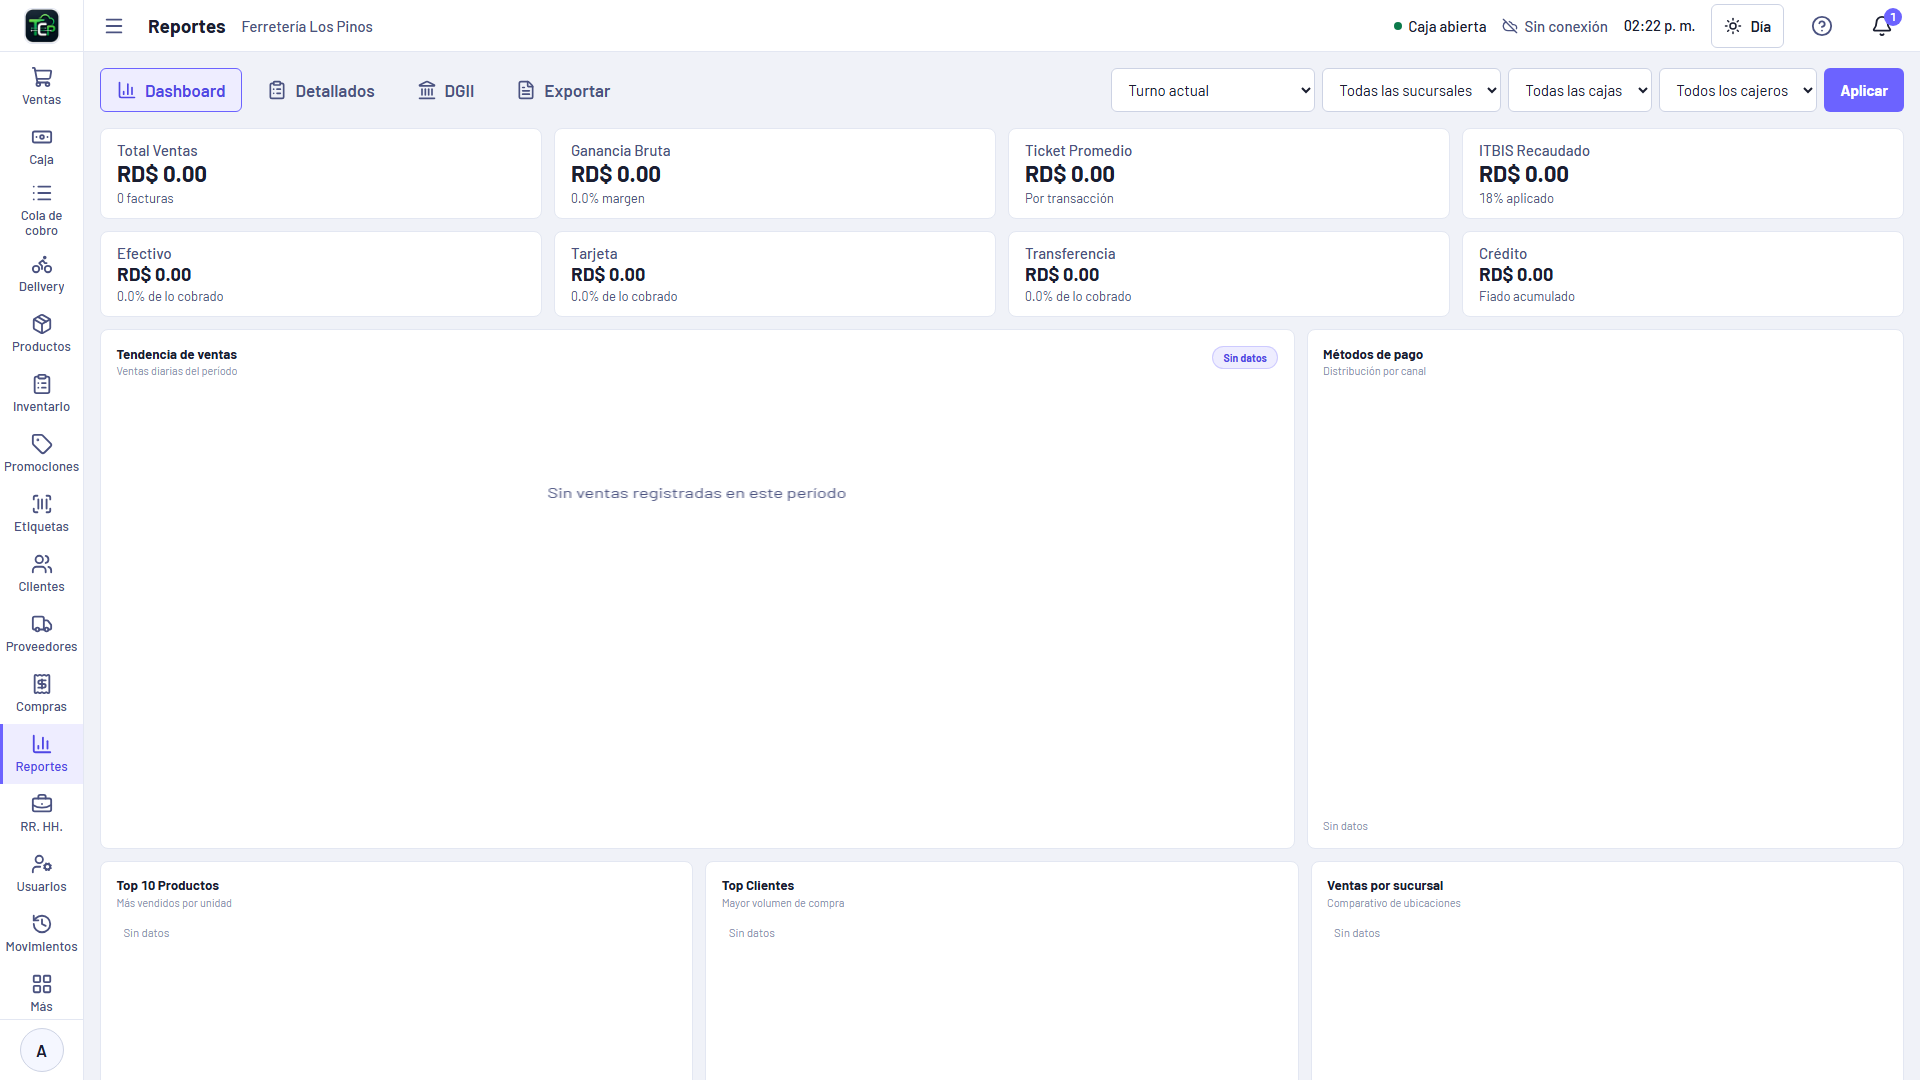 TCP
Reportes
Ferretería Los Pinos
Caja abierta
Sin conexión
02:22 p. m.
Día
1
Ventas
Caja
Cola de
cobro
Delivery
Productos
Inventario
Promociones
Etiquetas
Clientes
Proveedores
Compras
Reportes
RR. HH.
Usuarios
Movimientos
Más
A
Dashboard
Detallados
DGII
Exportar
Turno actual
Todas las sucursales
Todas las cajas
Todos los cajeros
Aplicar
Total Ventas
RD$ 0.00
0 facturas
Ganancia Bruta
RD$ 0.00
0.0% margen
Ticket Promedio
RD$ 0.00
Por transacción
ITBIS Recaudado
RD$ 0.00
18% aplicado
Efectivo
RD$ 0.00
0.0% de lo cobrado
Tarjeta
RD$ 0.00
0.0% de lo cobrado
Transferencia
RD$ 0.00
0.0% de lo cobrado
Crédito
RD$ 0.00
Fiado acumulado
Tendencia de ventas
Ventas diarias del período
Sin datos
Sin ventas registradas en este período
Métodos de pago
Distribución por canal
Sin datos
Top 10 Productos
Más vendidos por unidad
Sin datos
Top Clientes
Mayor volumen de compra
Sin datos
Ventas por sucursal
Comparativo de ubicaciones
Sin datos